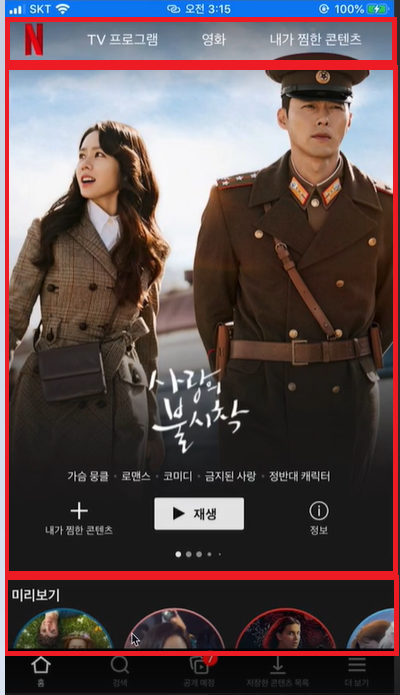 SKT 오전 3:15 100%
N TV 프로그램 영화 내가 찜한 콘텐츠
사랑의
불시착
가슴 뭉클 • 로맨스 • 코미디 • 금지된 사랑 • 정반대 캐릭터
내가 찜한 콘텐츠 재생 정보
미리보기
홈 검색 공개 예정 저장한 콘텐츠 목록 더 보기